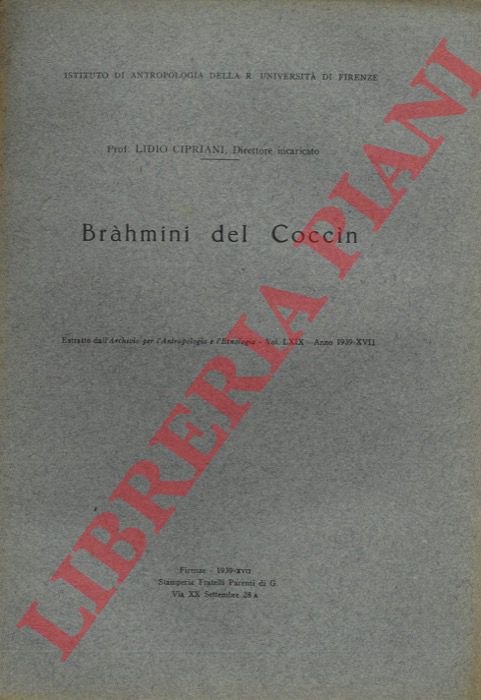 ISTITUTO DI ANTROPOLOGIA DELLA R. UNIVERSITÀ DI FIRENZE
Prof. LIDIO CIPRIANI, Direttore incaricato
Bràhmini del Coccìn
Estratto dall'Archivio per l'Antropologia e l'Etnologia - Vol. LXIX - Anno 1939-XVII
Firenze - 1939-XVII
Stamperia Fratelli Parenti di G.
Via XX Settembre 28 A
LIBRERIA PIANI